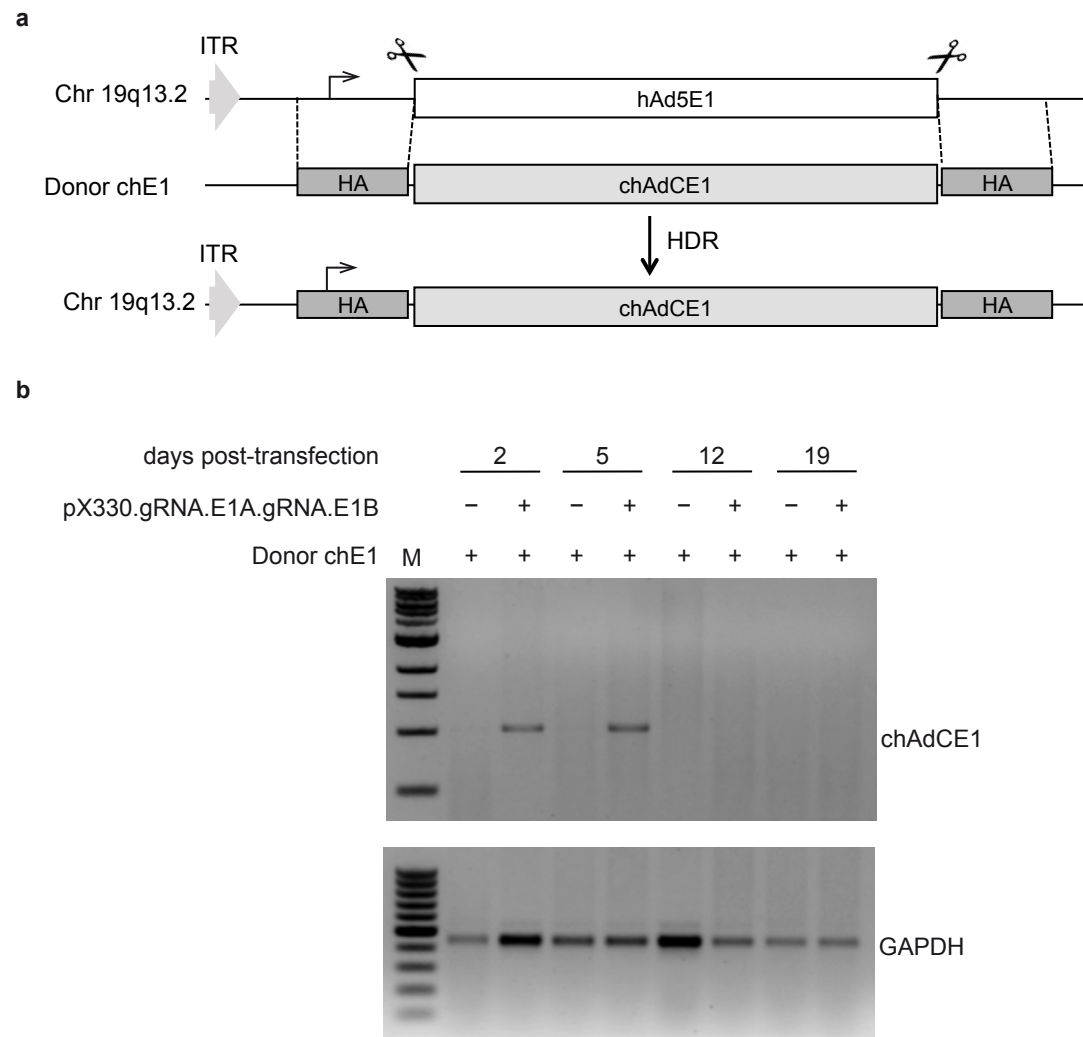 a
ITR
Chr 19q13.2
hAd5E1
Donor chE1
HA
chAdCE1
HA
HDR
ITR
Chr 19q13.2
HA
chAdCE1
HA
b
days post-transfection 2 5 12 19
pX330.gRNA.E1A.gRNA.E1B − + − + − + − +
Donor chE1 M + + + + + + + +
chAdCE1
GAPDH